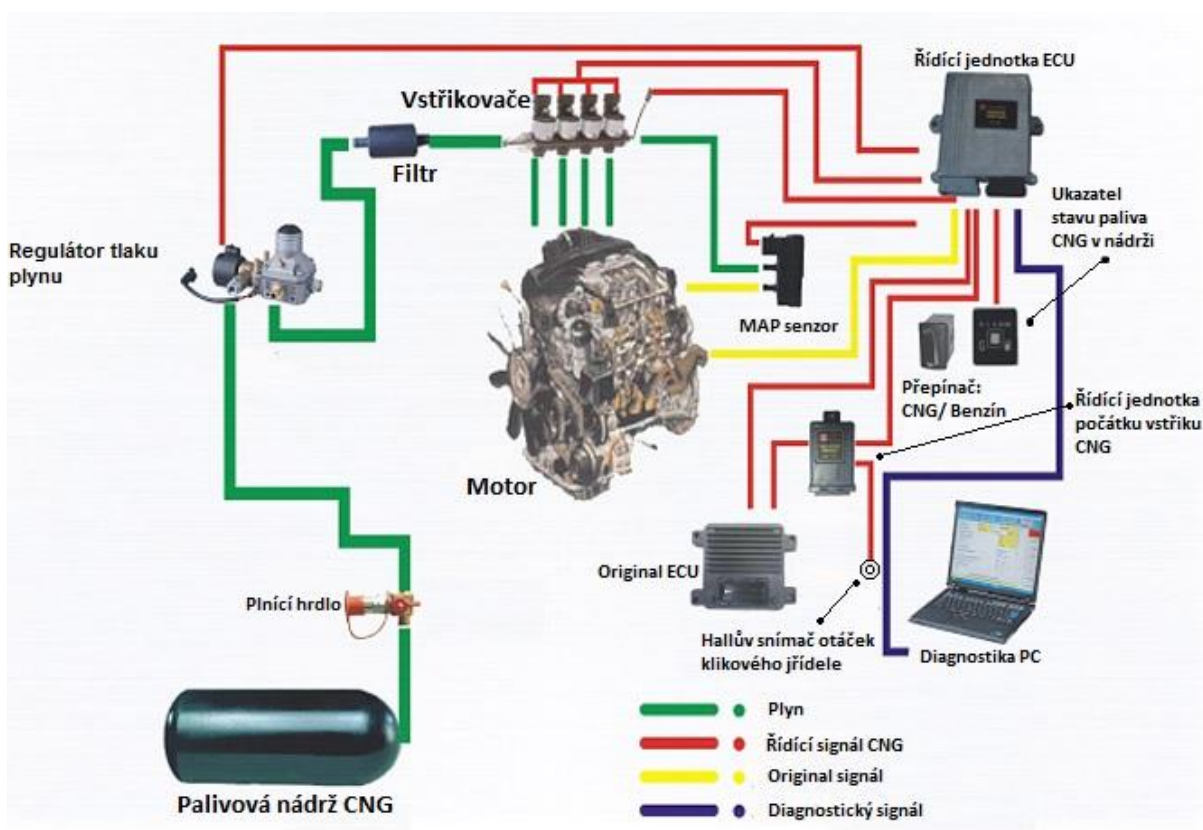 Řídící jednotka ECU
Vstřikovače
Filtr
Ukazatel
stavu paliva
CNG v nádrži
Regulátor tlaku
plynu
MAP senzor
Přepínač:
CNG/ Benzín
Řídící jednotka
počátku vstřiku
CNG
Motor
Original ECU
Plnící hrdlo
Hallův snímač otáček
klikového jřídele
Diagnostika PC
Plyn
Řídící signál CNG
Original signál
Diagnostický signál
Palivová nádrž CNG